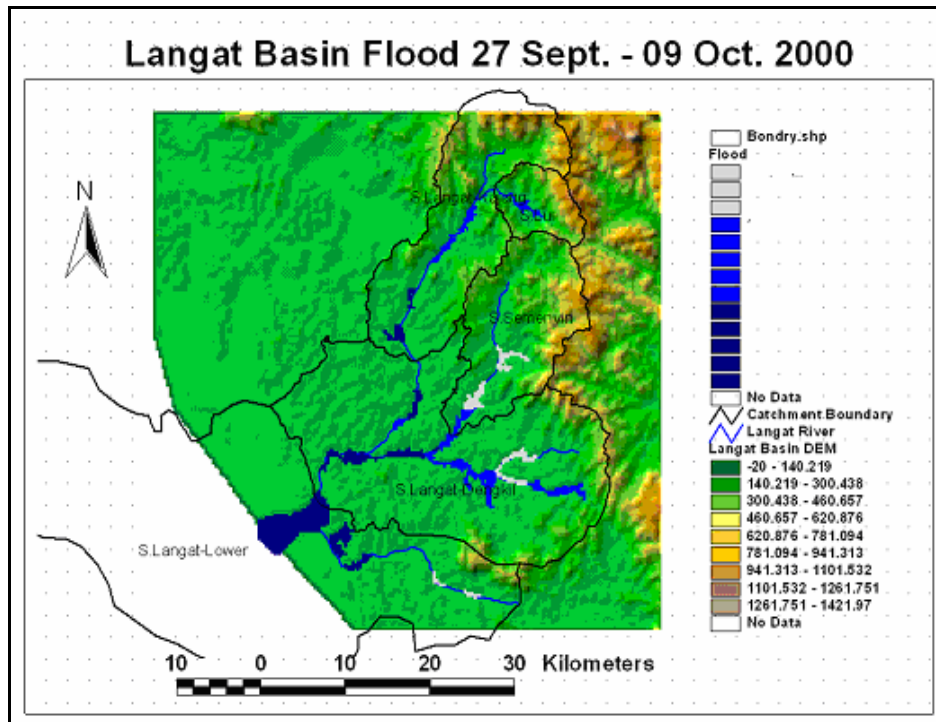 Langat Basin Flood 27 Sept. - 09 Oct. 2000
N
S.Semenyin
S.Langat-Dengkil
S.Langat-Lower
Bondry.shp
Flood
No Data
Catchment Boundary
Langat River
Langat Basin DEM
-20 - 140.219
140.219 - 300.438
300.438 - 460.657
460.657 - 620.876
620.876 - 781.094
781.094 - 941.313
941.313 - 1101.532
1101.532 - 1261.751
1261.751 - 1421.97
No Data
10 0 10 20 30 Kilometers